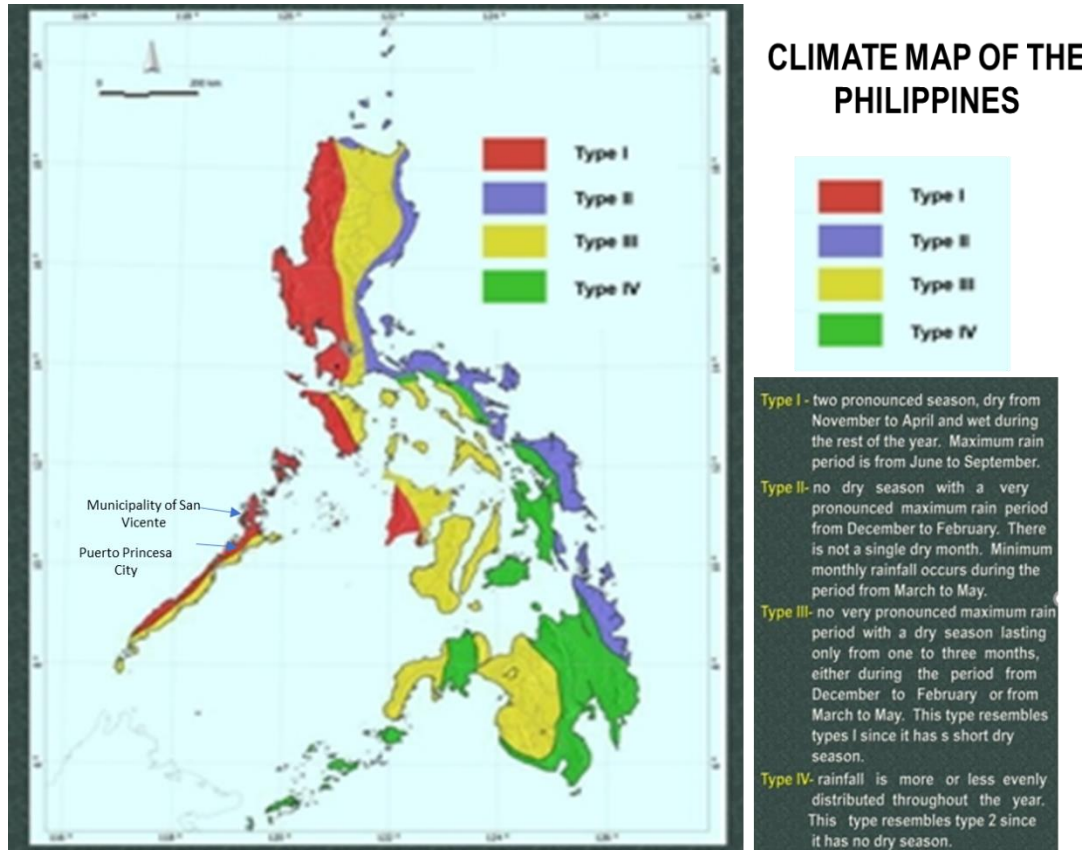 CLIMATE MAP OF THE
PHILIPPINES
200 km
Type I
Type II
Type III
Type IV
Municipality of San
Vicente
Puerto Princesa
City
Type I
Type II
Type III
Type IV
Type I - two pronounced season, dry from
November to April and wet during
the rest of the year. Maximum rain
period is from June to September.
Type II- no dry season with a very
pronounced maximum rain period
from December to February. There
is not a single dry month. Minimum
monthly rainfall occurs during the
period from March to May.
Type III- no very pronounced maximum rain
period with a dry season lasting
only from one to three months,
either during the period from
December to February or from
March to May. This type resembles
types I since it has s short dry
season.
Type IV- rainfall is more or less evenly
distributed throughout the year.
This type resembles type 2 since
it has no dry season.